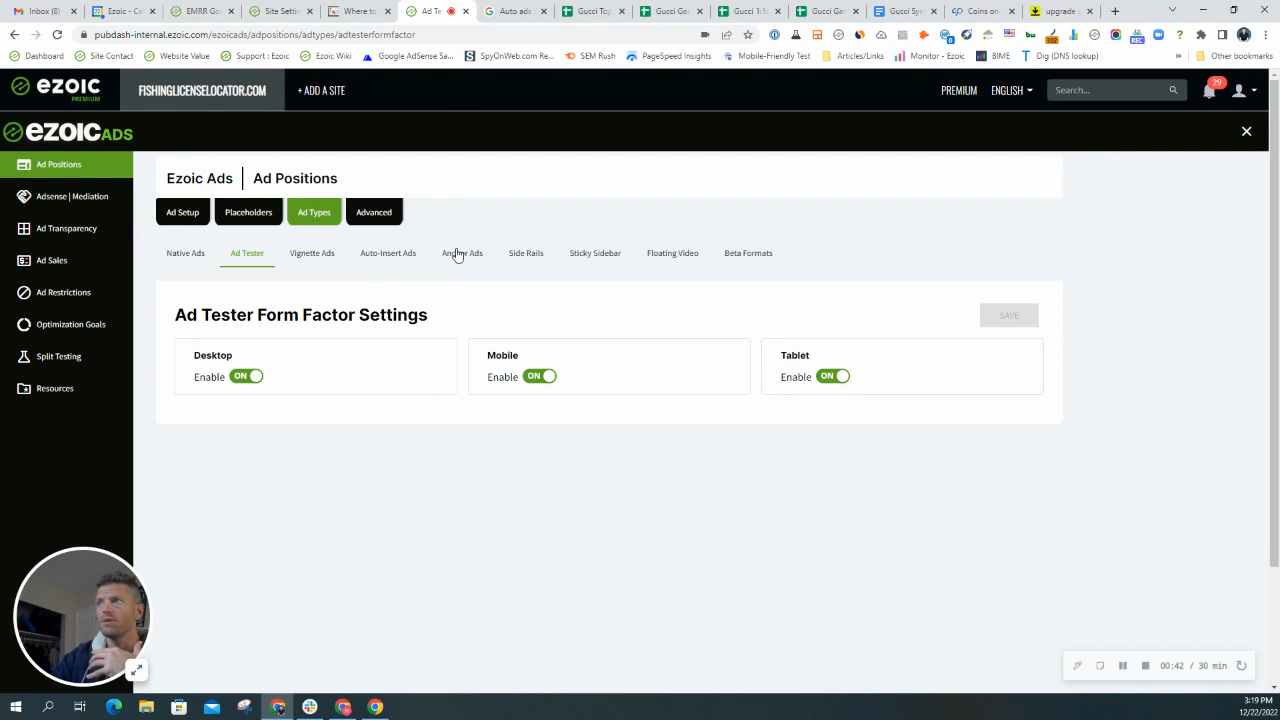 Inbox (8)
Ezoic - Ca
EMRR Go
Site Setti
Where to
Ad Te
Auto ads
Gucci Top
Gucci Gar
Gucci 1:1
Gucci Gar
Gucci Sy
Coins on
upgrade
pubdash-internal.ezoic.com/ezoicads/adpositions/adtypes/adtesterformfactor
Dashboard
Site Contact
Website Value
Support : Ezoic
Ezoic Wiki
Google AdSense Sa...
SpyOnWeb.com Re...
SEM Rush
PageSpeed Insights
Mobile-Friendly Test
Articles/Links
Monitor - Ezoic
BIME
Dig (DNS lookup)
»
Other bookmarks
ezoic
PREMIUM
FISHINGLICENSELOCATOR.COM
+ ADD A SITE
PREMIUM
ENGLISH
Search...
29
ezoicADS
Ad Positions
Adsense | Mediation
Ad Transparency
Ad Sales
Ad Restrictions
Optimization Goals
Split Testing
Resources
Ezoic Ads | Ad Positions
Ad Setup
Placeholders
Ad Types
Advanced
Native Ads
Ad Tester
Vignette Ads
Auto-Insert Ads
Anchor Ads
Side Rails
Sticky Sidebar
Floating Video
Beta Formats
Ad Tester Form Factor Settings
SAVE
Desktop
Enable ON
Mobile
Enable ON
Tablet
Enable ON
00:42 / 30 min
3:19 PM
12/22/2022